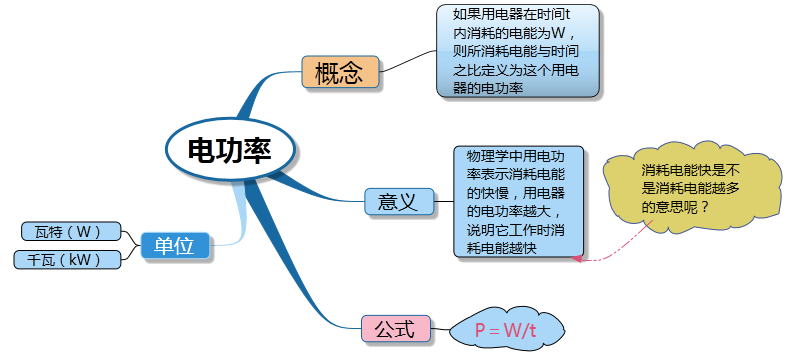 电功率
概念
如果用电器在时间t
内消耗的电能为W，
则所消耗电能与时间
之比定义为这个用电
器的电功率
意义
物理学中用电功
率表示消耗电能
的快慢，用电器
的电功率越大，
说明它工作时消
耗电能越快
消耗电能快是不
是消耗电能越多
的意思呢？
单位
瓦特（W）
千瓦（kW）
公式
P＝W/t